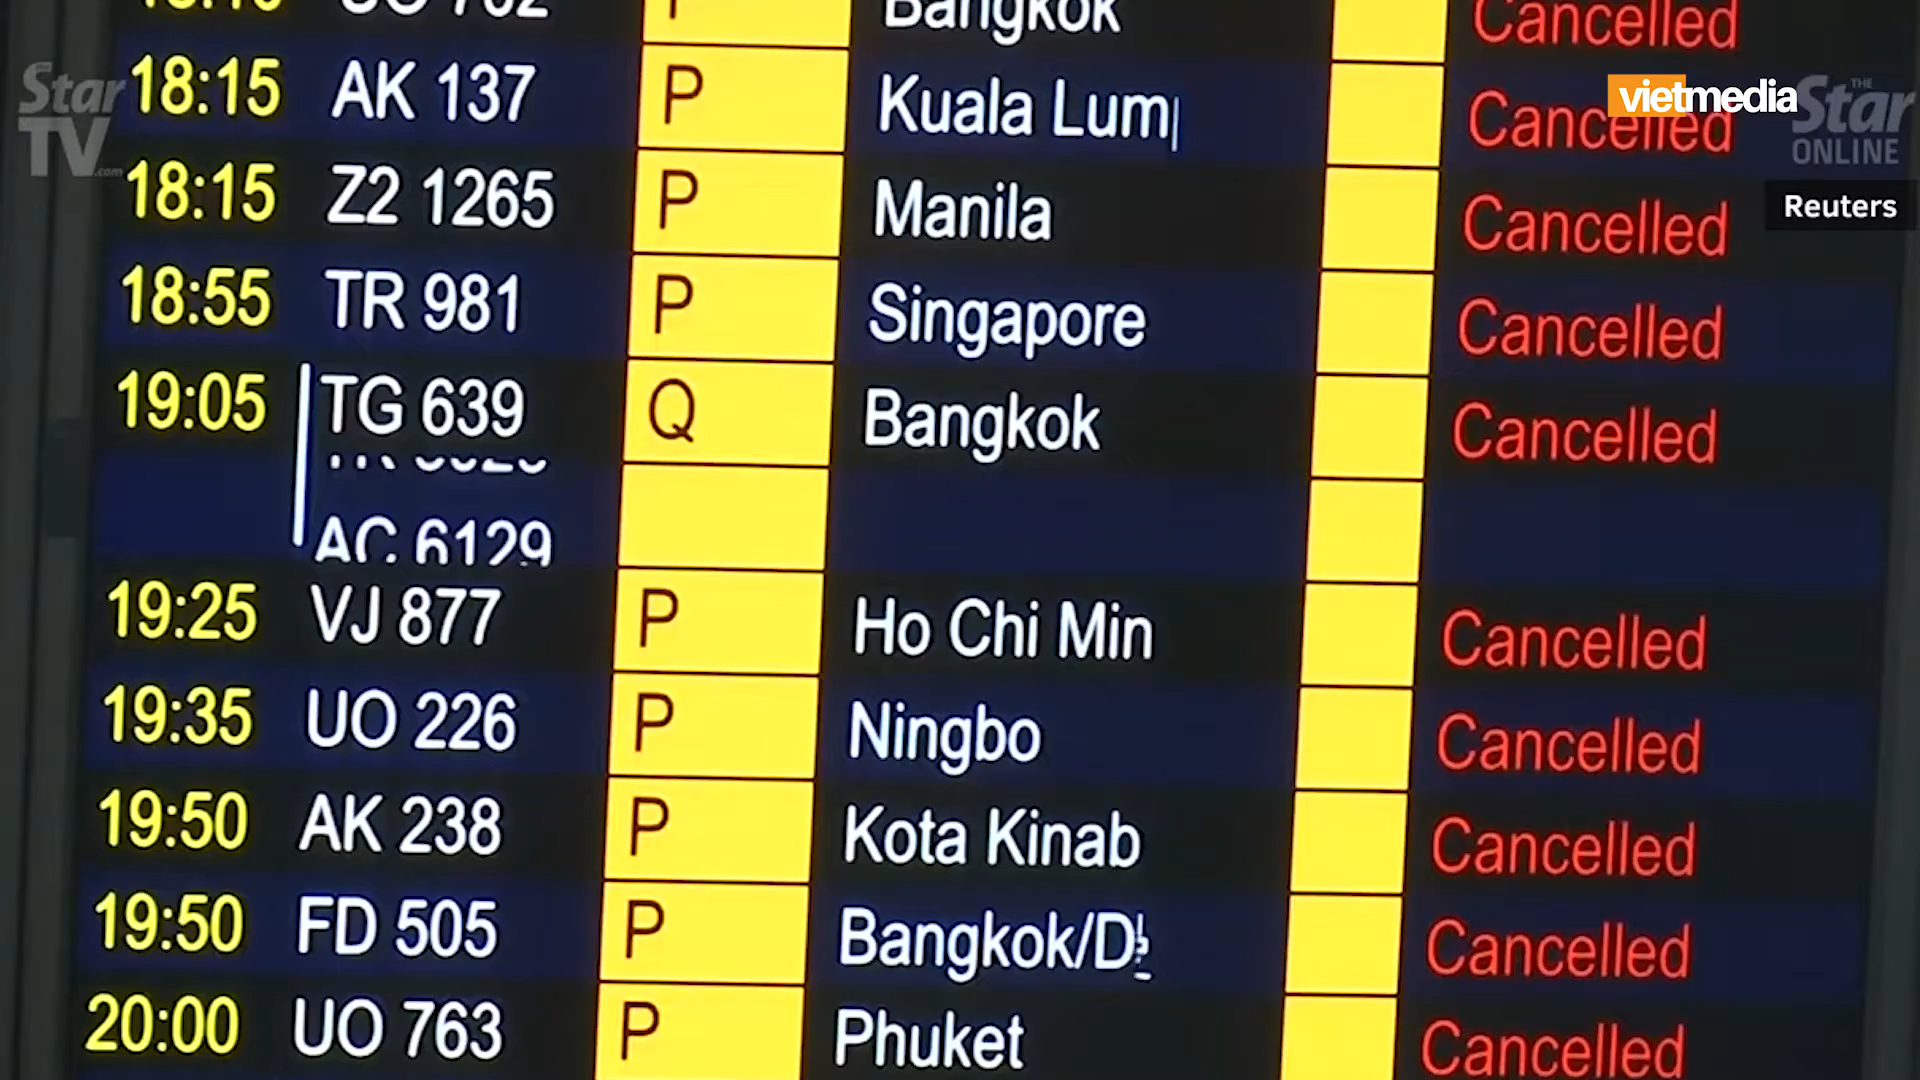 Bangkok Cancelled
18:15 AK 137 P Kuala Lum Cancelled
18:15 Z2 1265 P Manila Cancelled
18:55 TR 981 P Singapore Cancelled
19:05 TG 639 Q Bangkok Cancelled
AC 6129
19:25 VJ 877 P Ho Chi Min Cancelled
19:35 UO 226 P Ningbo Cancelled
19:50 AK 238 P Kota Kinab Cancelled
19:50 FD 505 P Bangkok/D Cancelled
20:00 UO 763 P Phuket Cancelled
Star
TV.com
vietmedia
THE
Star
ONLINE
Reuters